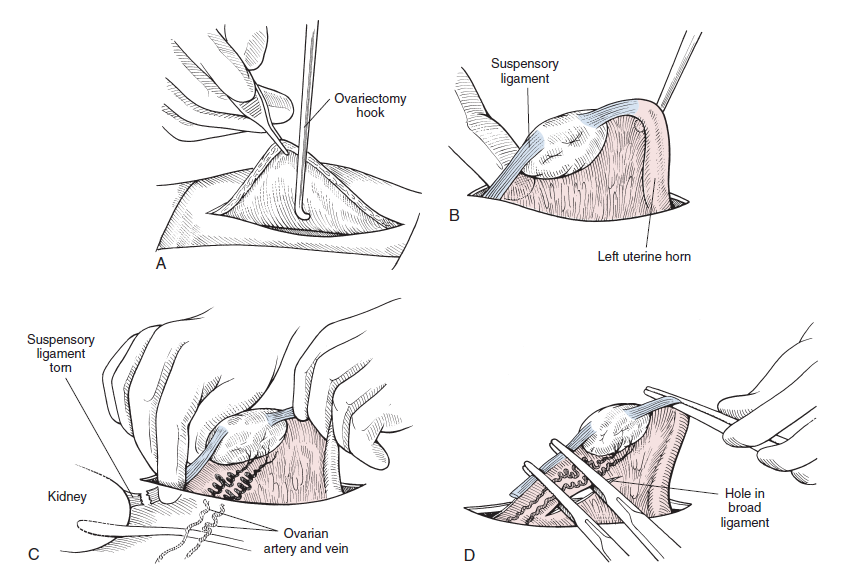 Ovariectomy
hook
A
Suspensory
ligament
B
Left uterine horn
Suspensory
ligament
torn
Kidney
Ovarian
artery and vein
C
Hole in
broad
ligament
D